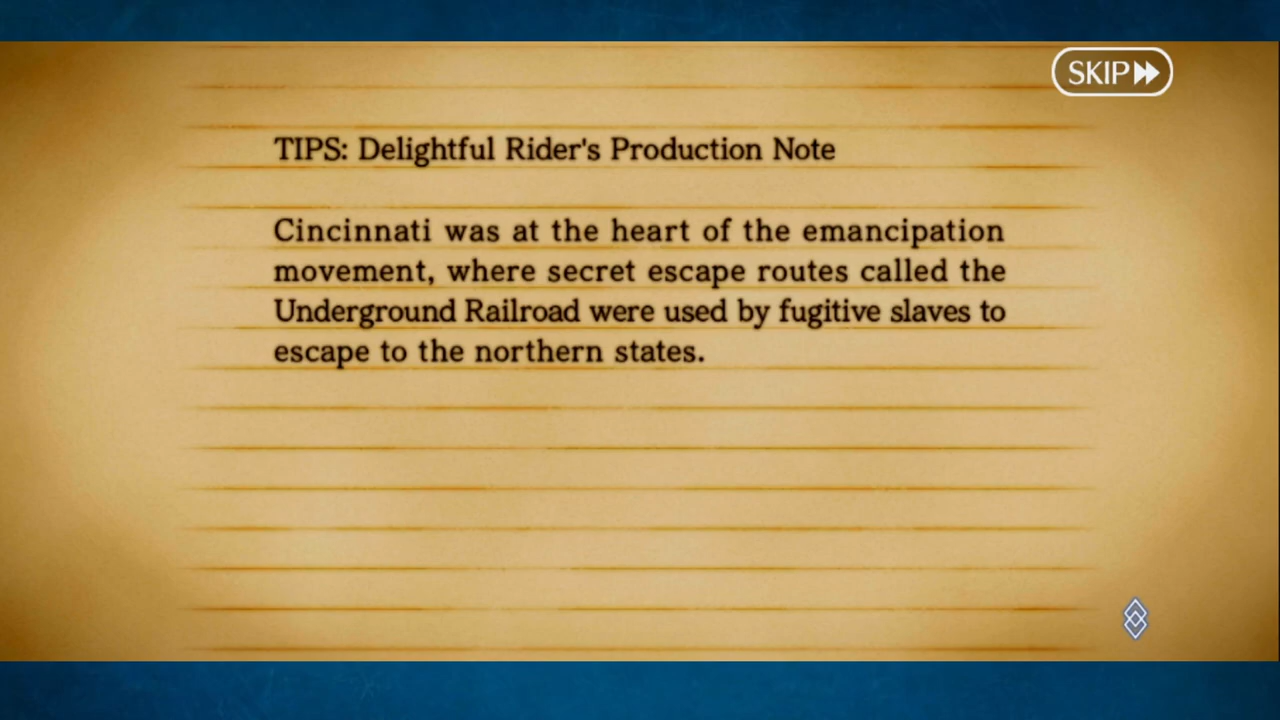 SKIP
TIPS: Delightful Rider's Production Note
Cincinnati was at the heart of the emancipation
movement, where secret escape routes called the
Underground Railroad were used by fugitive slaves to
escape to the northern states.